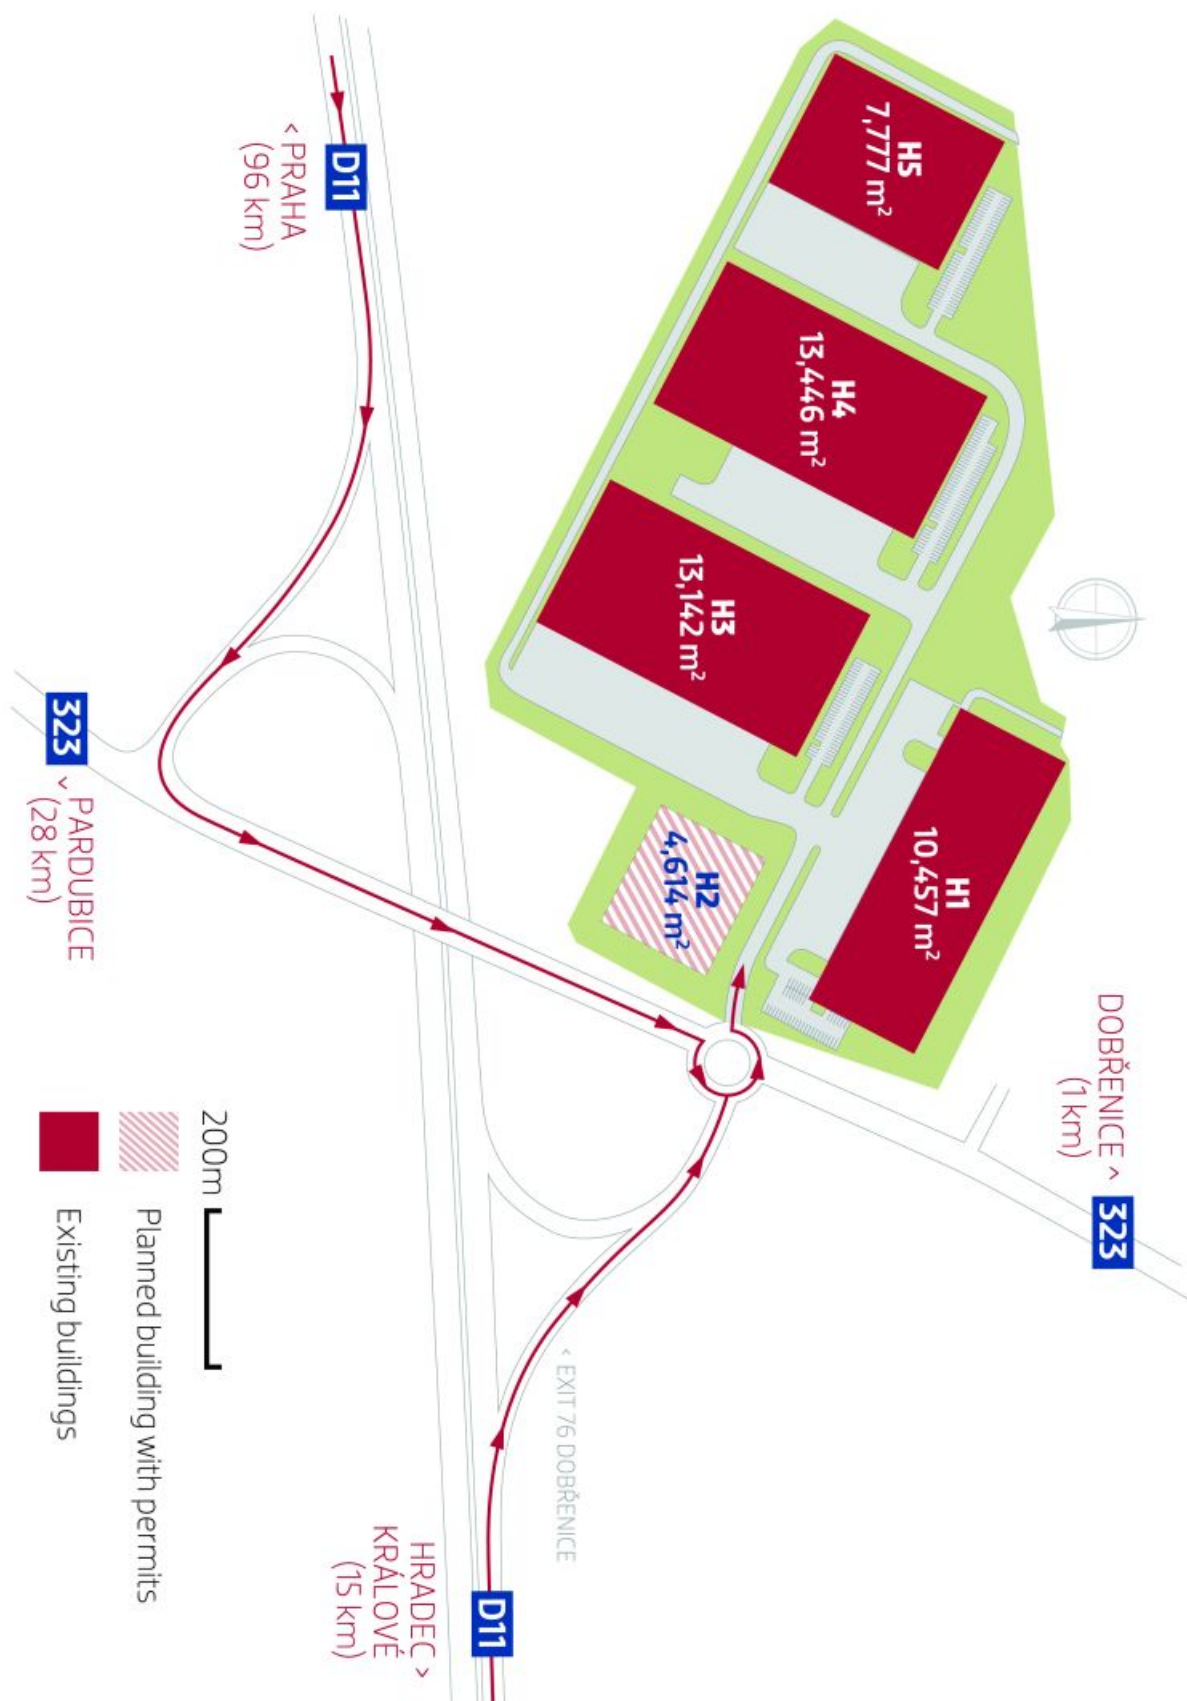 H5
7,777 m²
H4
13,446 m²
H3
13,142 m²
H1
10,457 m²
H2
4,614 m²
D11
< PRAHA
(96 km)
323
< PARDUBICE
(28 km)
DOBŘENICE >
(1 km)
323
< EXIT 76 DOBŘENICE
HRADEC >
KRÁLOVÉ
(15 km)
D11
200m
Planned building with permits
Existing buildings